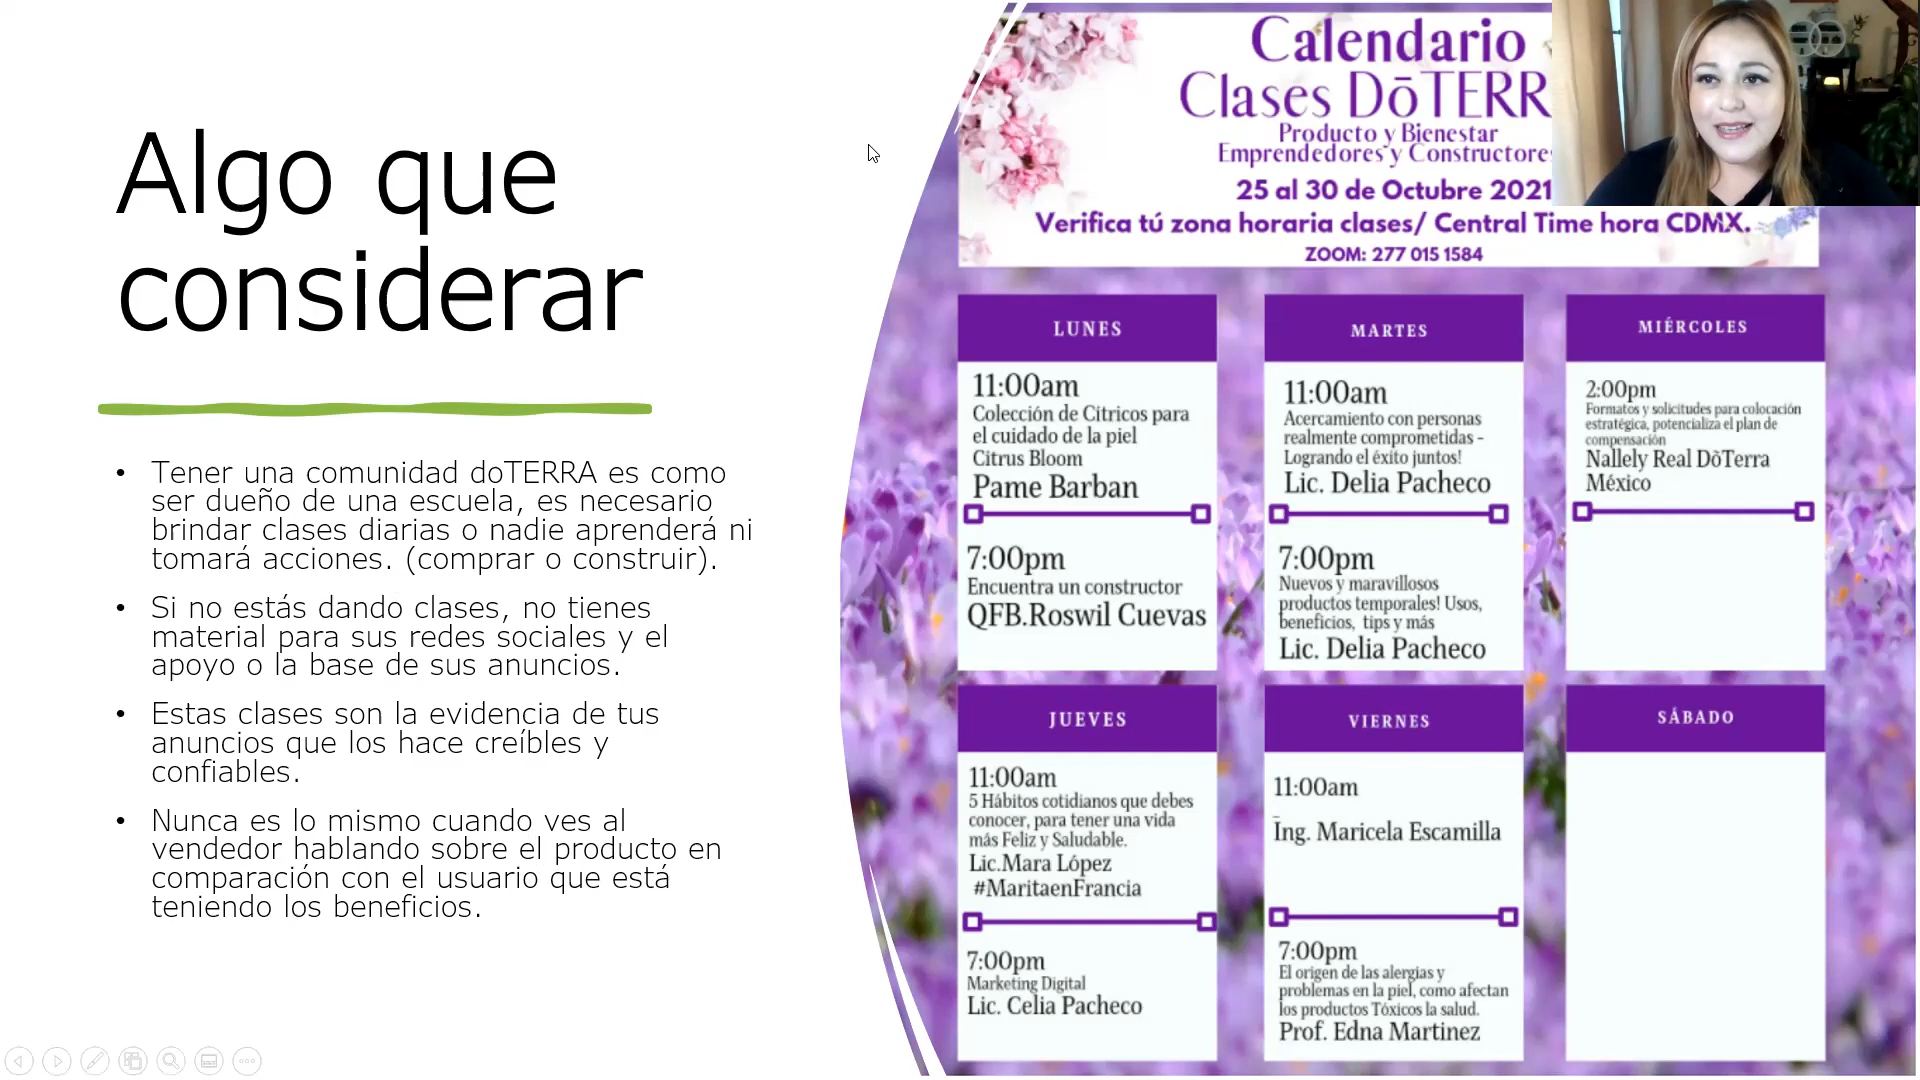 Algo que
considerar
• Tener una comunidad doTERRA es como
ser dueño de una escuela, es necesario
brindar clases diarias o nadie aprenderá ni
tomará acciones. (comprar o construir).
• Si no estás dando clases, no tienes
material para sus redes sociales y el
apoyo o la base de sus anuncios.
• Estas clases son la evidencia de tus
anuncios que los hace creíbles y
confiables.
• Nunca es lo mismo cuando ves al
vendedor hablando sobre el producto en
comparación con el usuario que está
teniendo los beneficios.
Calendario
Clases DōTERR
Producto y Bienestar
Emprendedores y Constructores
25 al 30 de Octubre 2021
Verifica tú zona horaria clases/ Central Time hora CDMX.
ZOOM: 277 015 1584
LUNES
11:00am
Colección de Citricos para
el cuidado de la piel
Citrus Bloom
Pame Barban
7:00pm
Encuentra un constructor
QFB.Roswil Cuevas
MARTES
11:00am
Acercamiento con personas
realmente comprometidas -
Logrando el éxito juntos!
Lic. Delia Pacheco
7:00pm
Nuevos y maravillosos
productos temporales! Usos,
beneficios, tips y más
Lic. Delia Pacheco
MIÉRCOLES
2:00pm
Formatos y solicitudes para colocación
estratégica, potencializa el plan de
compensación
Nallely Real DōTerra
México
JUEVES
11:00am
5 Hábitos cotidianos que debes
conocer, para tener una vida
más Feliz y Saludable.
Lic.Mara López
#MaritaenFrancia
7:00pm
Marketing Digital
Lic. Celia Pacheco
VIERNES
11:00am
Ing. Maricela Escamilla
7:00pm
El origen de las alergias y
problemas en la piel, como afectan
los productos Tóxicos la salud.
Prof. Edna Martinez
SÁBADO